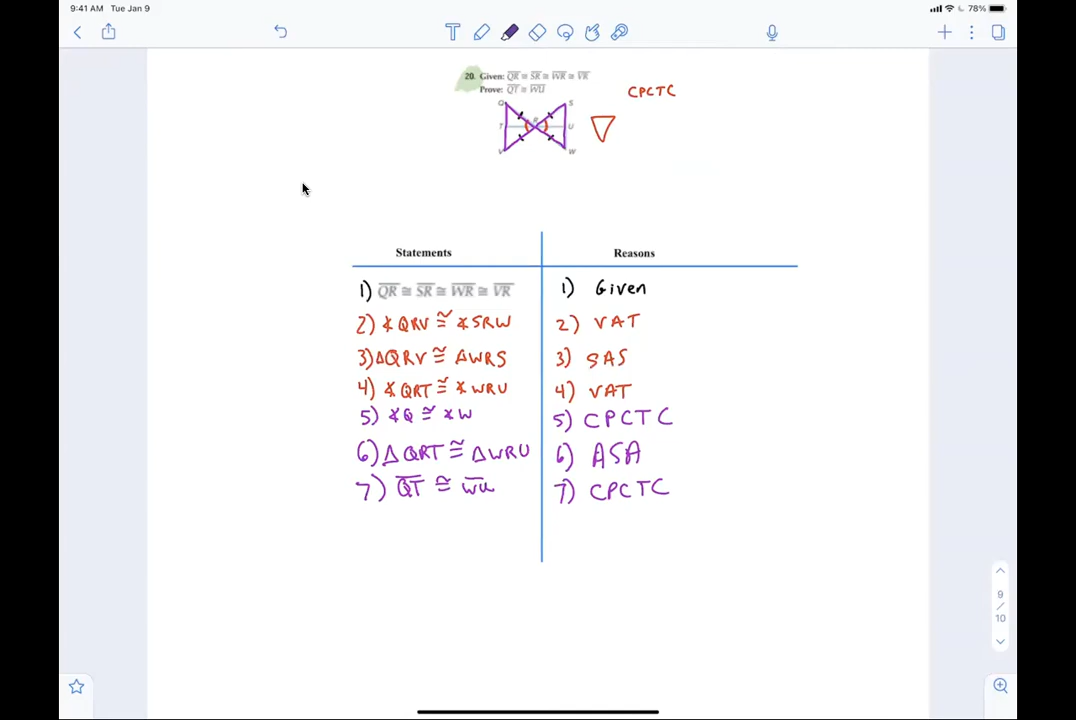 9:41 AM Tue Jan 9
78%
20. Given: QR ≅ SR ≅ WR ≅ VR
Prove: QT ≅ WU
CPCTC
Q S
T R U
V W
Statements Reasons
1) QR ≅ SR ≅ WR ≅ VR 1) Given
2) ∡QRV ≅ ∡SRW 2) VAT
3) ΔQRV ≅ ΔWRS 3) SAS
4) ∡QRT ≅ ∡WRU 4) VAT
5) ∡Q ≅ ∡W 5) CPCTC
6) ΔQRT ≅ ΔWRU 6) ASA
7) QT ≅ WU 7) CPCTC
9
/
10